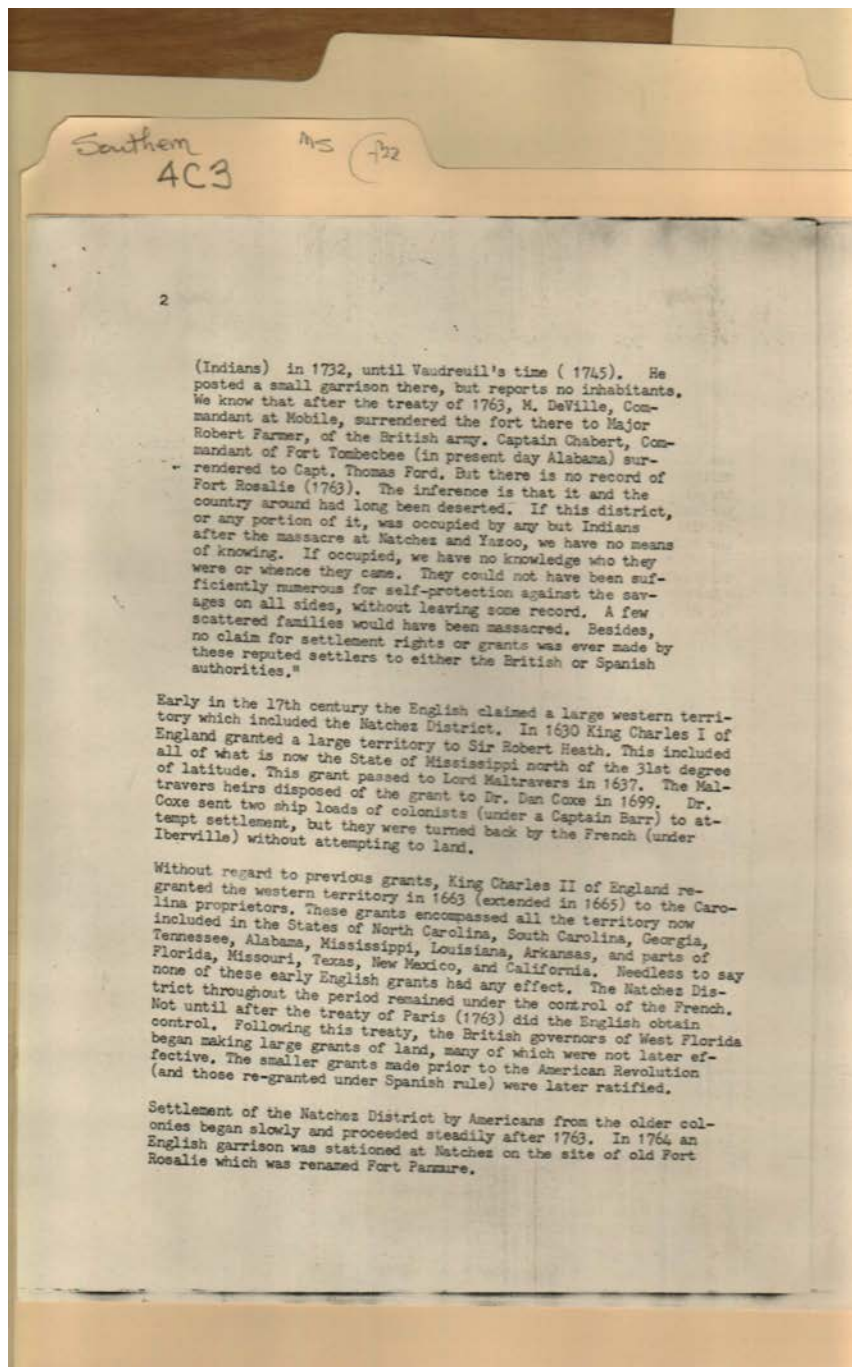 Southern MS
4C3
2
(Indians) in 1732, until Vaudreuil's time ( 1745). He
posted a small garrison there, but reports no inhabitants.
We know that after the treaty of 1763, M. DeVille, Com-
mandant at Mobile, surrendered the fort there to Major
Robert Farmer, of the British army. Captain Chabert, Com-
mandant of Fort Tombecbee (in present day Alabama) sur-
rendered to Capt. Thomas Ford. But there is no record of
Fort Rosalie (1763). The inference is that it and the
country around had long been deserted. If this district,
or any portion of it, was occupied by any but Indians
after the massacre at Natchez and Yazoo, we have no means
of knowing. If occupied, we have no knowledge who they
were or whence they came. They could not have been suf-
ficiently numerous for self-protection against the sav-
ages on all sides, without leaving some record. A few
scattered families would have been massacred. Besides,
no claim for settlement rights or grants was ever made by
these reputed settlers to either the British or Spanish
authorities."
Early in the 17th century the English claimed a large western terri-
tory which included the Natchez District. In 1630 King Charles I of
England granted a large territory to Sir Robert Heath. This included
all of what is now the State of Mississippi north of the 31st degree
of latitude. This grant passed to Lord Maltravers in 1637. The Mal-
travers heirs disposed of the grant to Dr. Dan Coxe in 1699. Dr.
Coxe sent two ship loads of colonists (under a Captain Barr) to at-
tempt settlement, but they were turned back by the French (under
Iberville) without attempting to land.
Without regard to previous grants, King Charles II of England re-
granted the western territory in 1663 (extended in 1665) to the Caro-
lina proprietors. These grants encompassed all the territory now
included in the States of North Carolina, South Carolina, Georgia,
Tennessee, Alabama, Mississippi, Louisiana, Arkansas, and parts of
Florida, Missouri, Texas, New Mexico, and California. Needless to say
none of these early English grants had any effect. The Natchez Dis-
trict throughout the period remained under the control of the French.
Not until after the treaty of Paris (1763) did the English obtain
control. Following this treaty, the British governors of West Florida
began making large grants of land, many of which were not later ef-
fective. The smaller grants made prior to the American Revolution
(and those re-granted under Spanish rule) were later ratified.
Settlement of the Natchez District by Americans from the older col-
onies began slowly and proceeded steadily after 1763. In 1764 an
English garrison was stationed at Natchez on the site of old Fort
Rosalie which was renamed Fort Panmure.